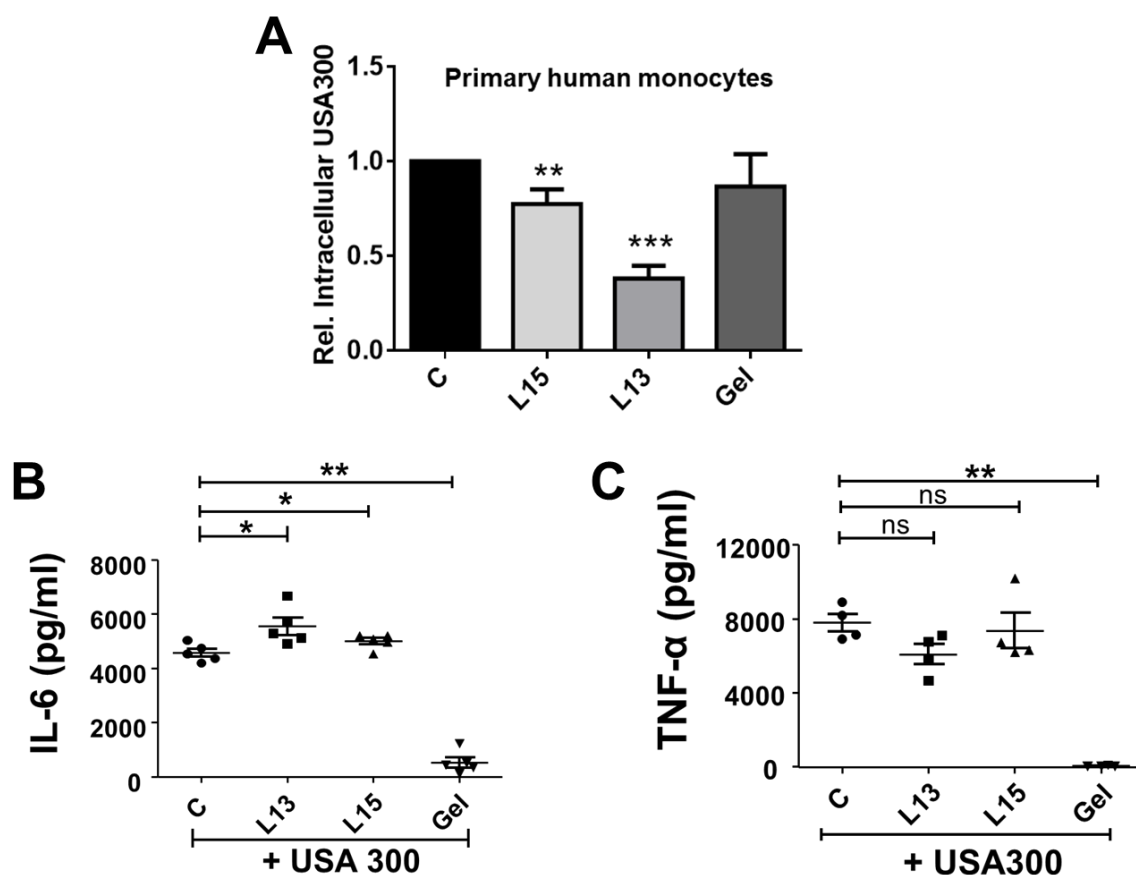 A
Primary human monocytes
Rel. Intracellular USA300
1.5
1.0
0.5
0.0
**
***
C
L15
L13
Gel
B
**
*
*
IL-6 (pg/ml)
8000
6000
4000
2000
0
C
L13
L15
Gel
+ USA 300
C
**
ns
ns
TNF-α (pg/ml)
12000
8000
4000
0
C
L13
L15
Gel
+ USA300